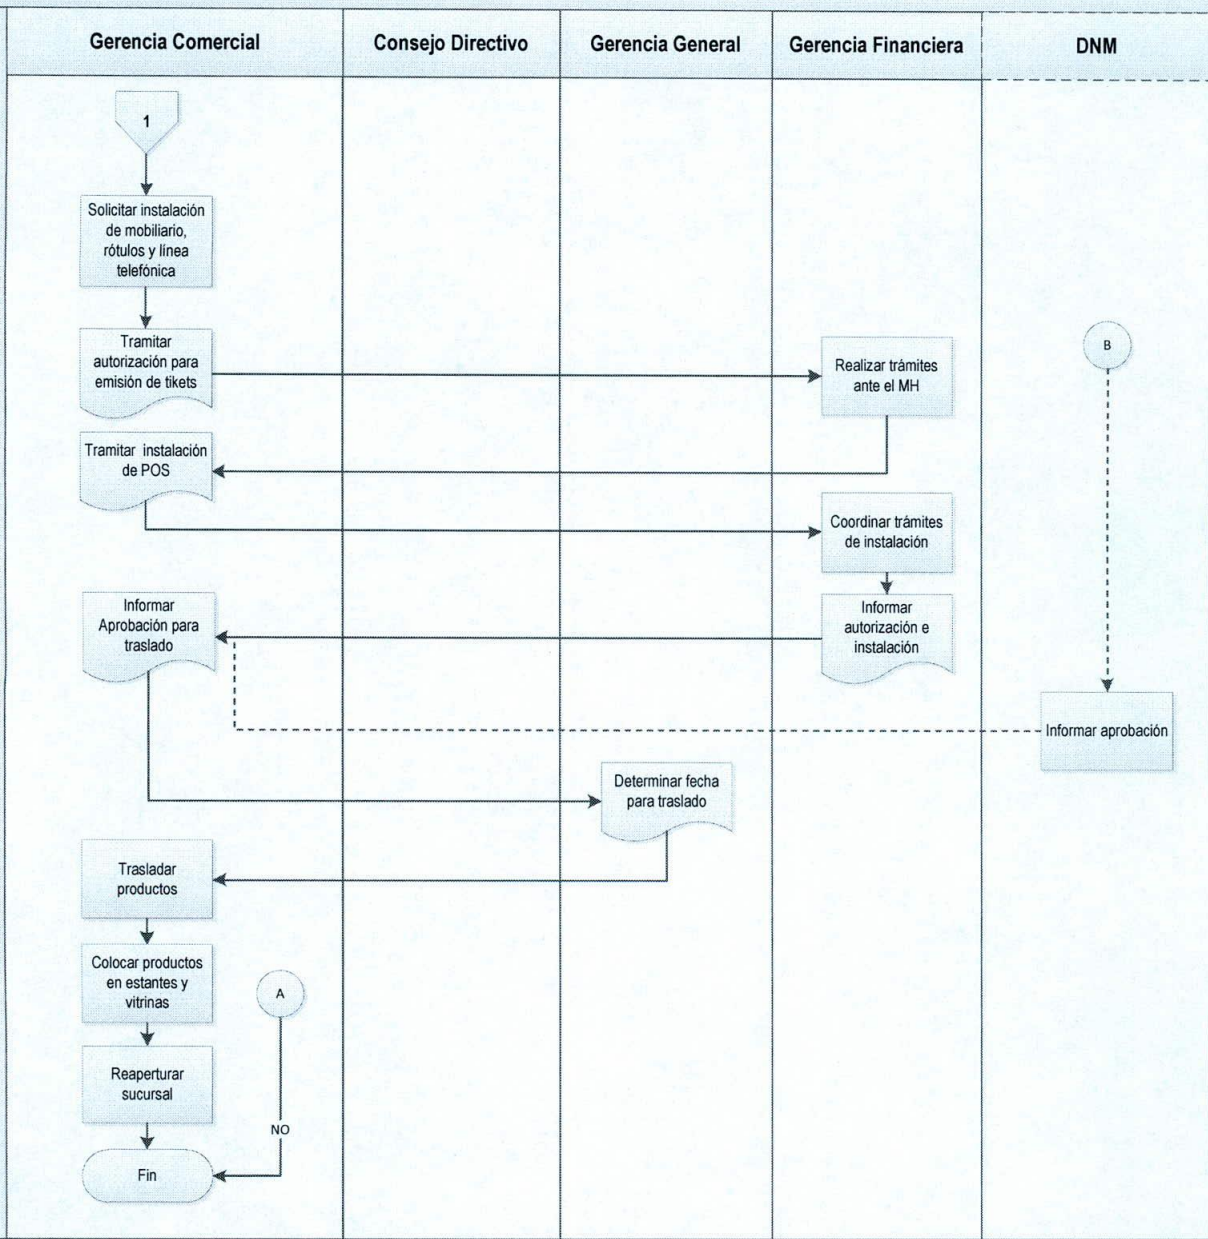 Gerencia Comercial
Consejo Directivo
Gerencia General
Gerencia Financiera
DNM
1
Solicitar instalación
de mobiliario,
rótulos y línea
telefónica
Tramitar
autorización para
emisión de tikets
Realizar trámites
ante el MH
B
Tramitar instalación
de POS
Coordinar trámites
de instalación
Informar
Aprobación para
traslado
Informar
autorización e
instalación
Informar aprobación
Determinar fecha
para traslado
Trasladar
productos
Colocar productos
en estantes y
vitrinas
A
Reaperturar
sucursal
NO
Fin